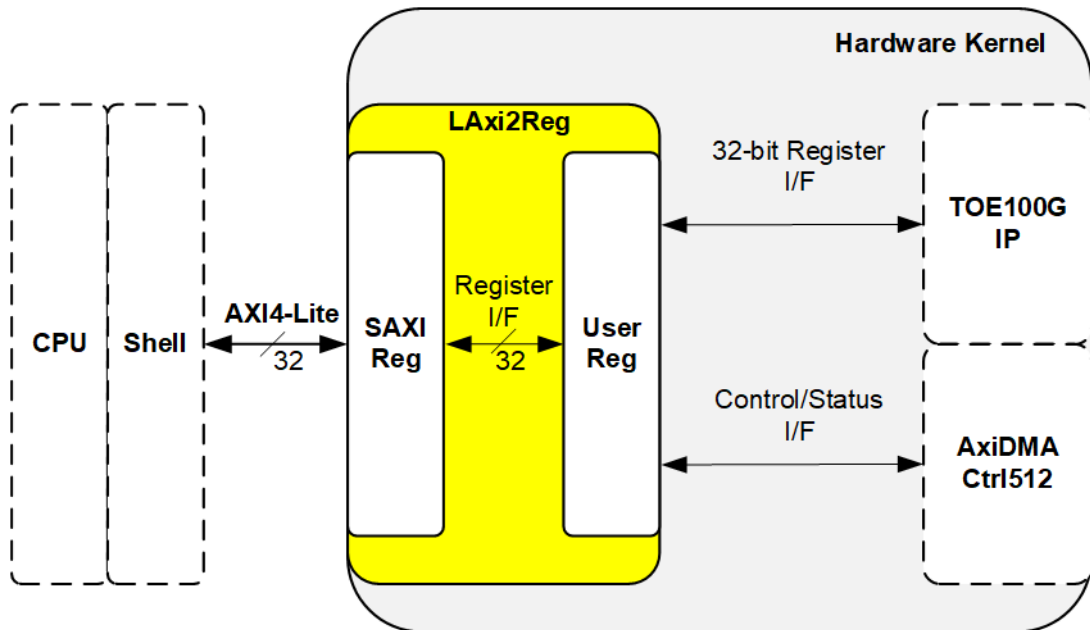 Hardware Kernel
LAxi2Reg
32-bit Register
I/F
TOE100G
IP
CPU
Shell
AXI4-Lite
32
SAXI
Reg
Register
I/F
32
User
Reg
Control/Status
I/F
AxiDMA
Ctrl512